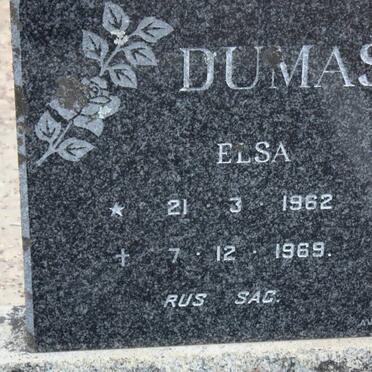 DUMAS
ELSA
★ 21 · 3 · 1962
✝ 7 · 12 · 1969.
RUS SAG.